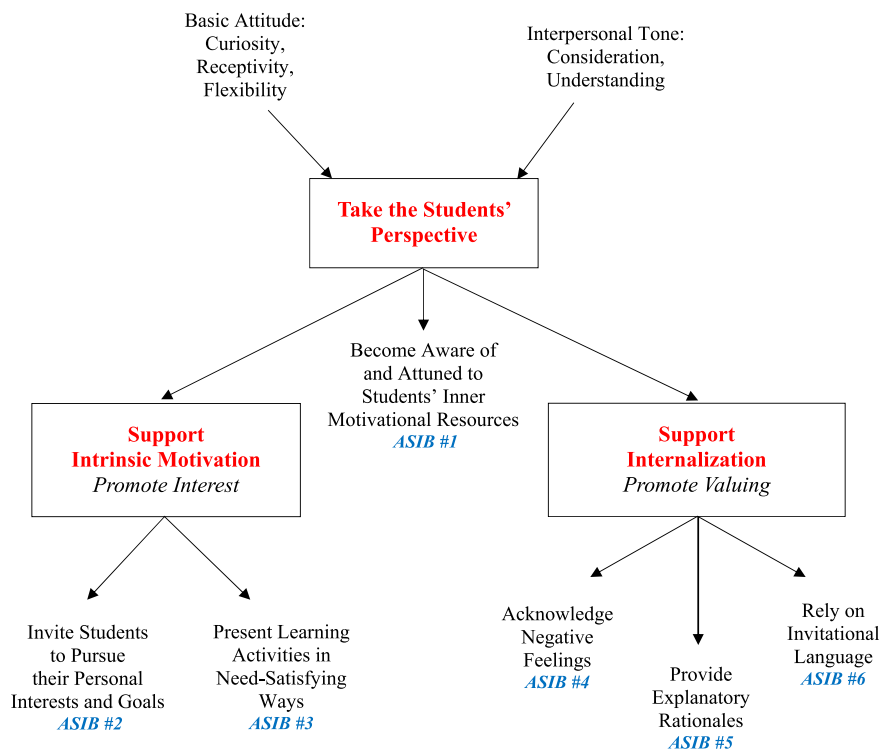 Basic Attitude:
Curiosity,
Receptivity,
Flexibility
Interpersonal Tone:
Consideration,
Understanding
Take the Students’
Perspective
Become Aware of
and Attuned to
Students’ Inner
Motivational Resources
ASIB #1
Support
Intrinsic Motivation
Promote Interest
Support
Internalization
Promote Valuing
Invite Students
to Pursue
their Personal
Interests and Goals
ASIB #2
Present Learning
Activities in
Need-Satisfying
Ways
ASIB #3
Acknowledge
Negative
Feelings
ASIB #4
Provide
Explanatory
Rationales
ASIB #5
Rely on
Invitational
Language
ASIB #6